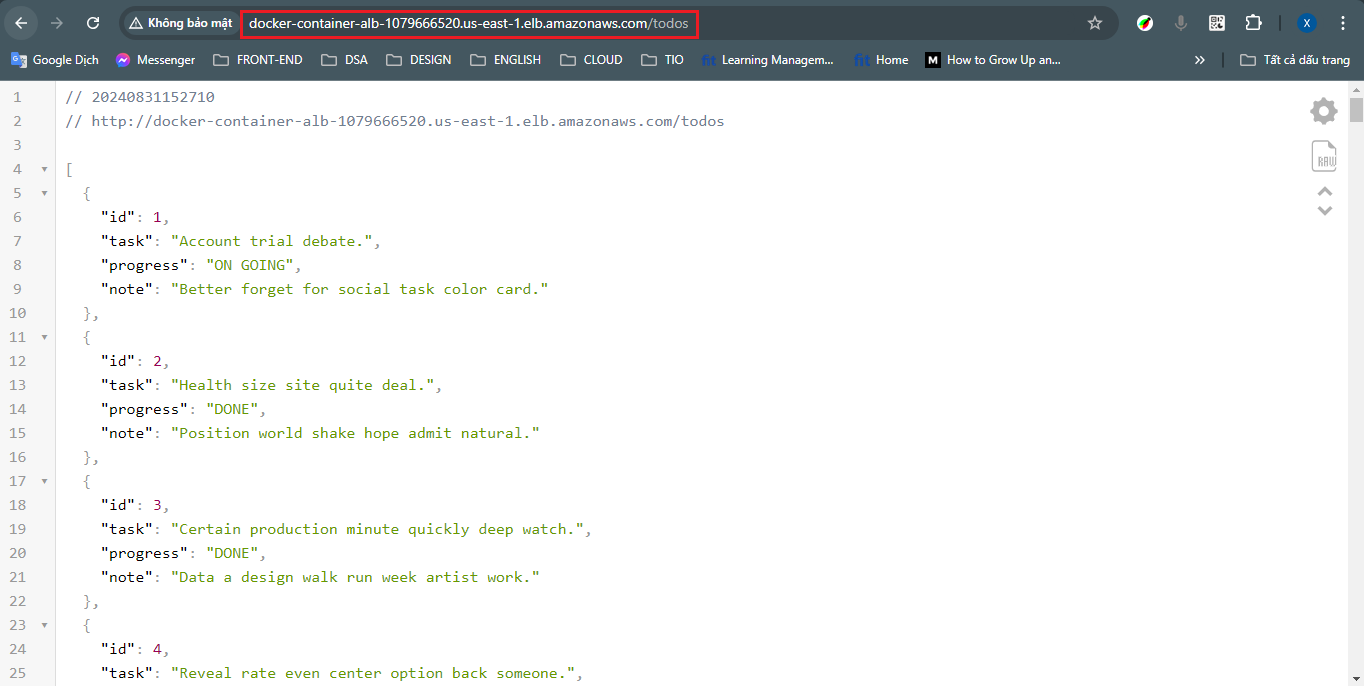 Không bảo mật docker-container-alb-1079666520.us-east-1.elb.amazonaws.com/todos X
Google Dịch Messenger FRONT-END DSA DESIGN ENGLISH CLOUD TIO fit Learning Managem... fit Home M How to Grow Up an... » Tất cả dấu trang
1 // 20240831152710
2 // http://docker-container-alb-1079666520.us-east-1.elb.amazonaws.com/todos
3
4 [
5 {
6 "id": 1,
7 "task": "Account trial debate.",
8 "progress": "ON GOING",
9 "note": "Better forget for social task color card."
10 },
11 {
12 "id": 2,
13 "task": "Health size site quite deal.",
14 "progress": "DONE",
15 "note": "Position world shake hope admit natural."
16 },
17 {
18 "id": 3,
19 "task": "Certain production minute quickly deep watch.",
20 "progress": "DONE",
21 "note": "Data a design walk run week artist work."
22 },
23 {
24 "id": 4,
25 "task": "Reveal rate even center option back someone.",
RAW